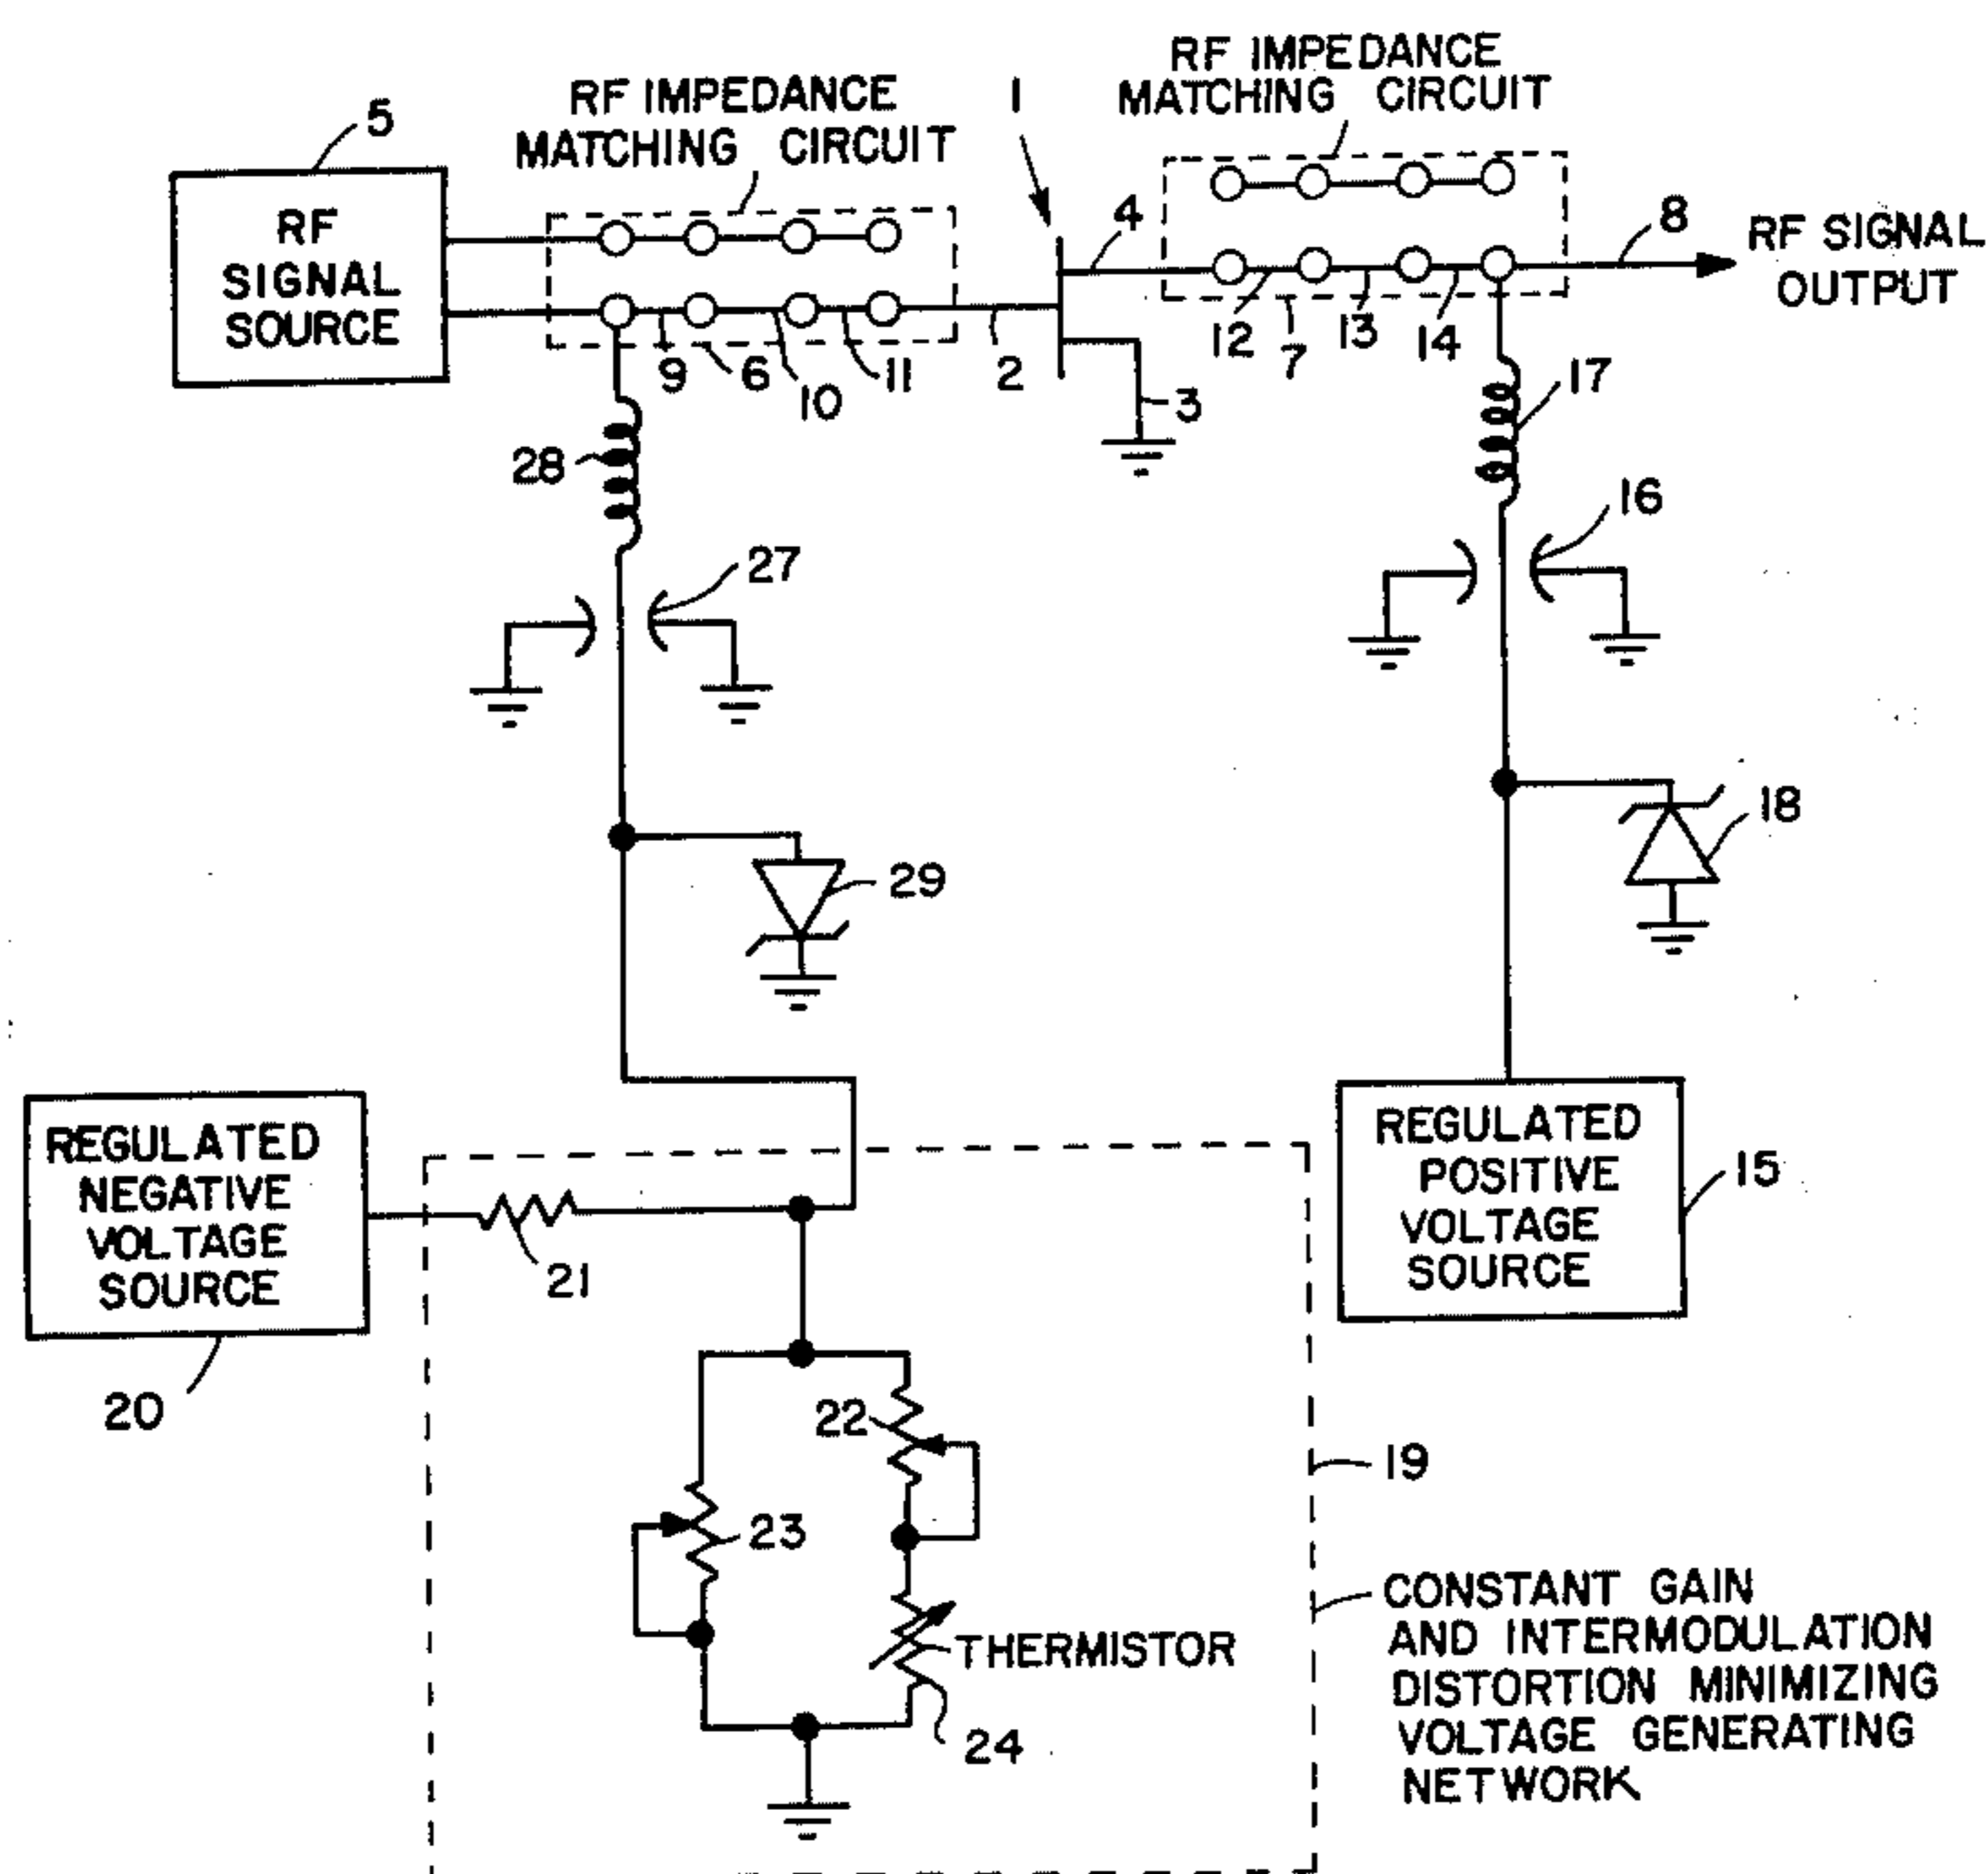 RF IMPEDANCE
MATCHING CIRCUIT
1
RF IMPEDANCE
MATCHING CIRCUIT
5
RF
SIGNAL
SOURCE
4
8
RF SIGNAL
OUTPUT
9
6
10
11
2
3
12
7
13
14
17
28
27
16
29
18
REGULATED
NEGATIVE
VOLTAGE
SOURCE
20
21
REGULATED
POSITIVE
VOLTAGE
SOURCE
15
22
23
19
THERMISTOR
24
CONSTANT GAIN
AND INTERMODULATION
DISTORTION MINIMIZING
VOLTAGE GENERATING
NETWORK